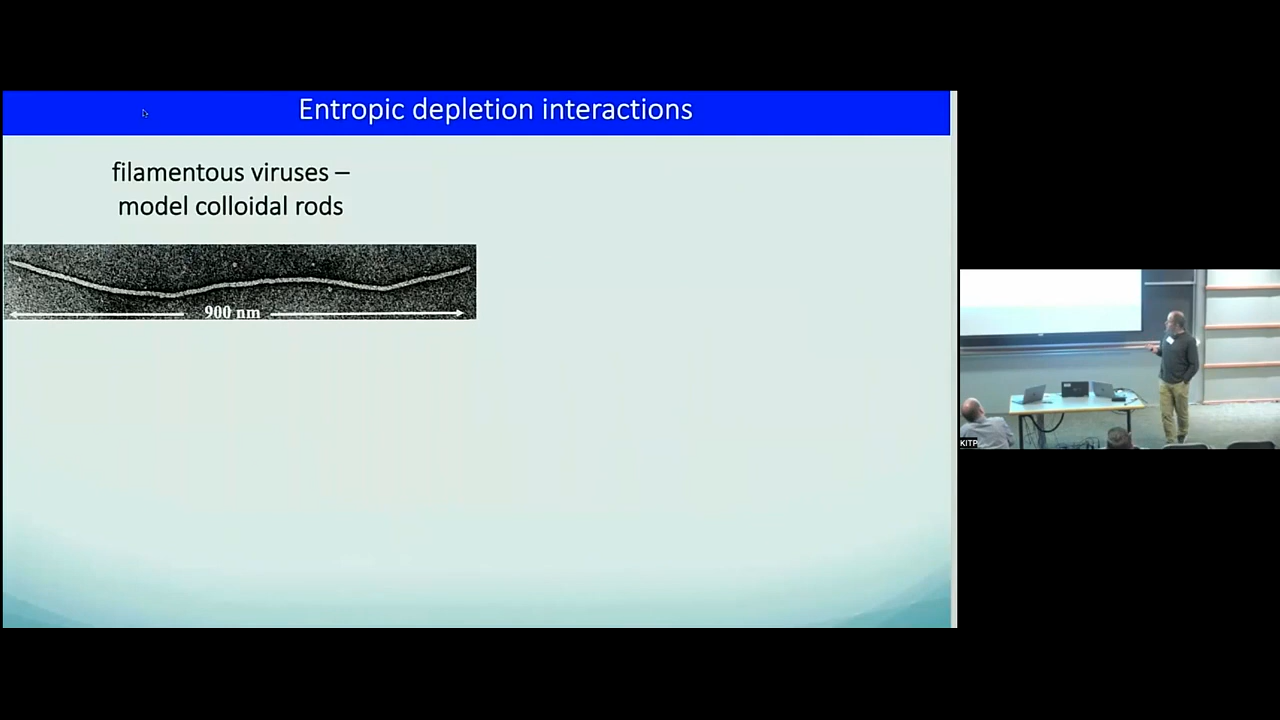 Entropic depletion interactions
filamentous viruses –
model colloidal rods
900 nm
KITP